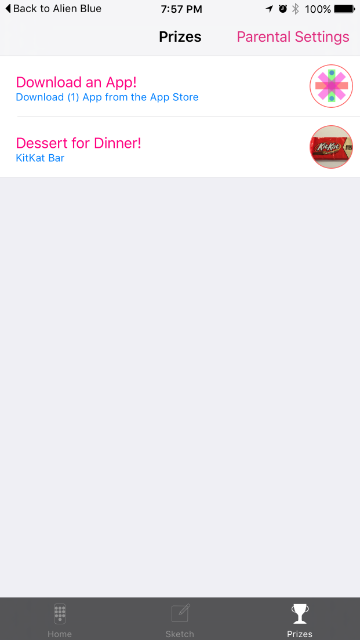 Back to Alien Blue 7:57 PM 100%
Prizes Parental Settings
Download an App!
Download (1) App from the App Store
Dessert for Dinner!
KitKat Bar
KitKat
Home Sketch Prizes